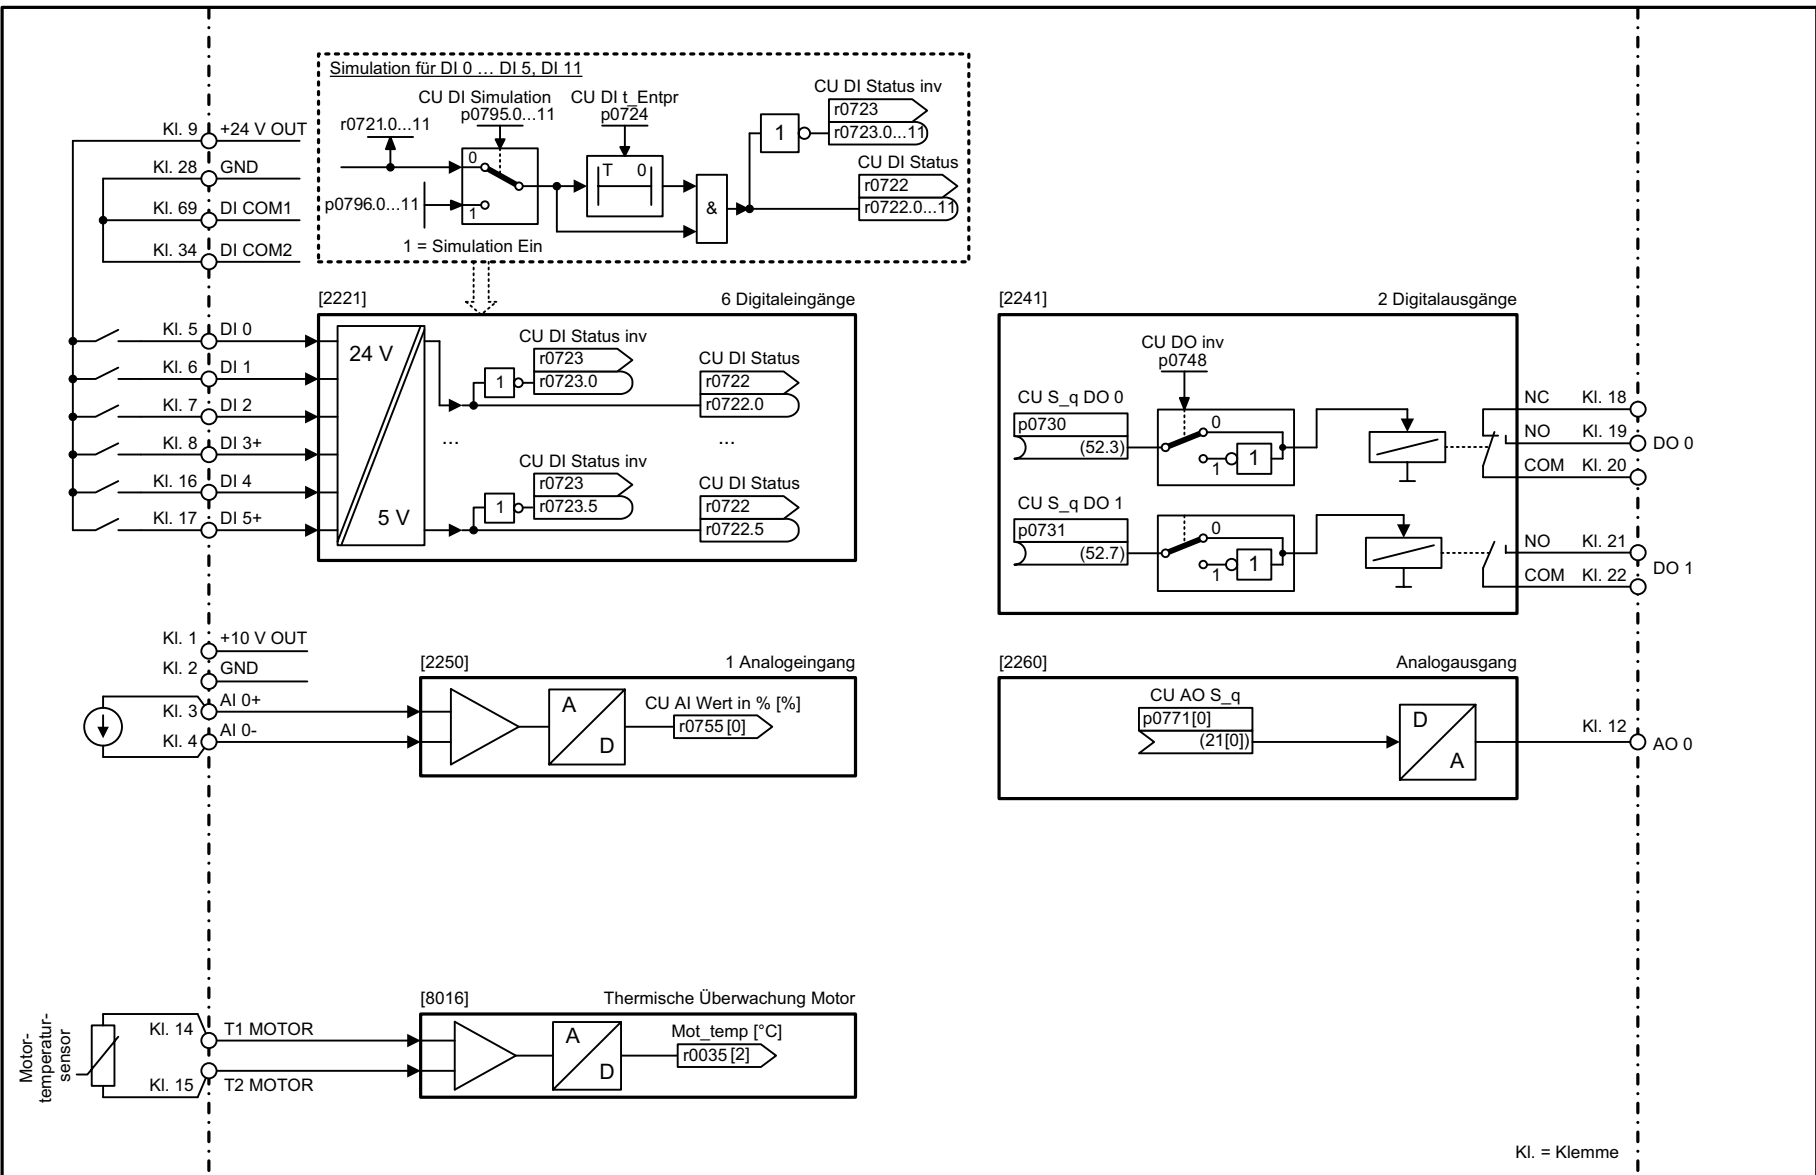 Simulation für DI 0 … DI 5, DI 11
CU DI Simulation
p0795.0...11
CU DI t_Entpr
p0724
r0721.0...11
0
p0796.0...11
1
1 = Simulation Ein
T 0
&
1
CU DI Status inv
r0723
r0723.0...11
CU DI Status
r0722
r0722.0...11
Kl. 9 +24 V OUT
Kl. 28 GND
Kl. 69 DI COM1
Kl. 34 DI COM2
[2221] 6 Digitaleingänge
Kl. 5 DI 0
Kl. 6 DI 1
Kl. 7 DI 2
Kl. 8 DI 3+
Kl. 16 DI 4
Kl. 17 DI 5+
24 V
5 V
CU DI Status inv
r0723
r0723.0
1
CU DI Status
r0722
r0722.0
... ...
CU DI Status inv
r0723
r0723.5
1
CU DI Status
r0722
r0722.5
[2241] 2 Digitalausgänge
CU DO inv
p0748
CU S_q DO 0
p0730
(52.3)
0
1
1
NC Kl. 18
NO Kl. 19
DO 0
COM Kl. 20
CU S_q DO 1
p0731
(52.7)
0
1
1
NO Kl. 21
DO 1
COM Kl. 22
Kl. 1 +10 V OUT
Kl. 2 GND
Kl. 3 AI 0+
Kl. 4 AI 0-
[2250] 1 Analogeingang
A
D
CU AI Wert in % [%]
r0755 [0]
[2260] Analogausgang
CU AO S_q
p0771[0]
(21[0])
D
A
Kl. 12
AO 0
Motor-
temperatur-
sensor
Kl. 14 T1 MOTOR
Kl. 15 T2 MOTOR
[8016] Thermische Überwachung Motor
A
D
Mot_temp [°C]
r0035 [2]
Kl. = Klemme